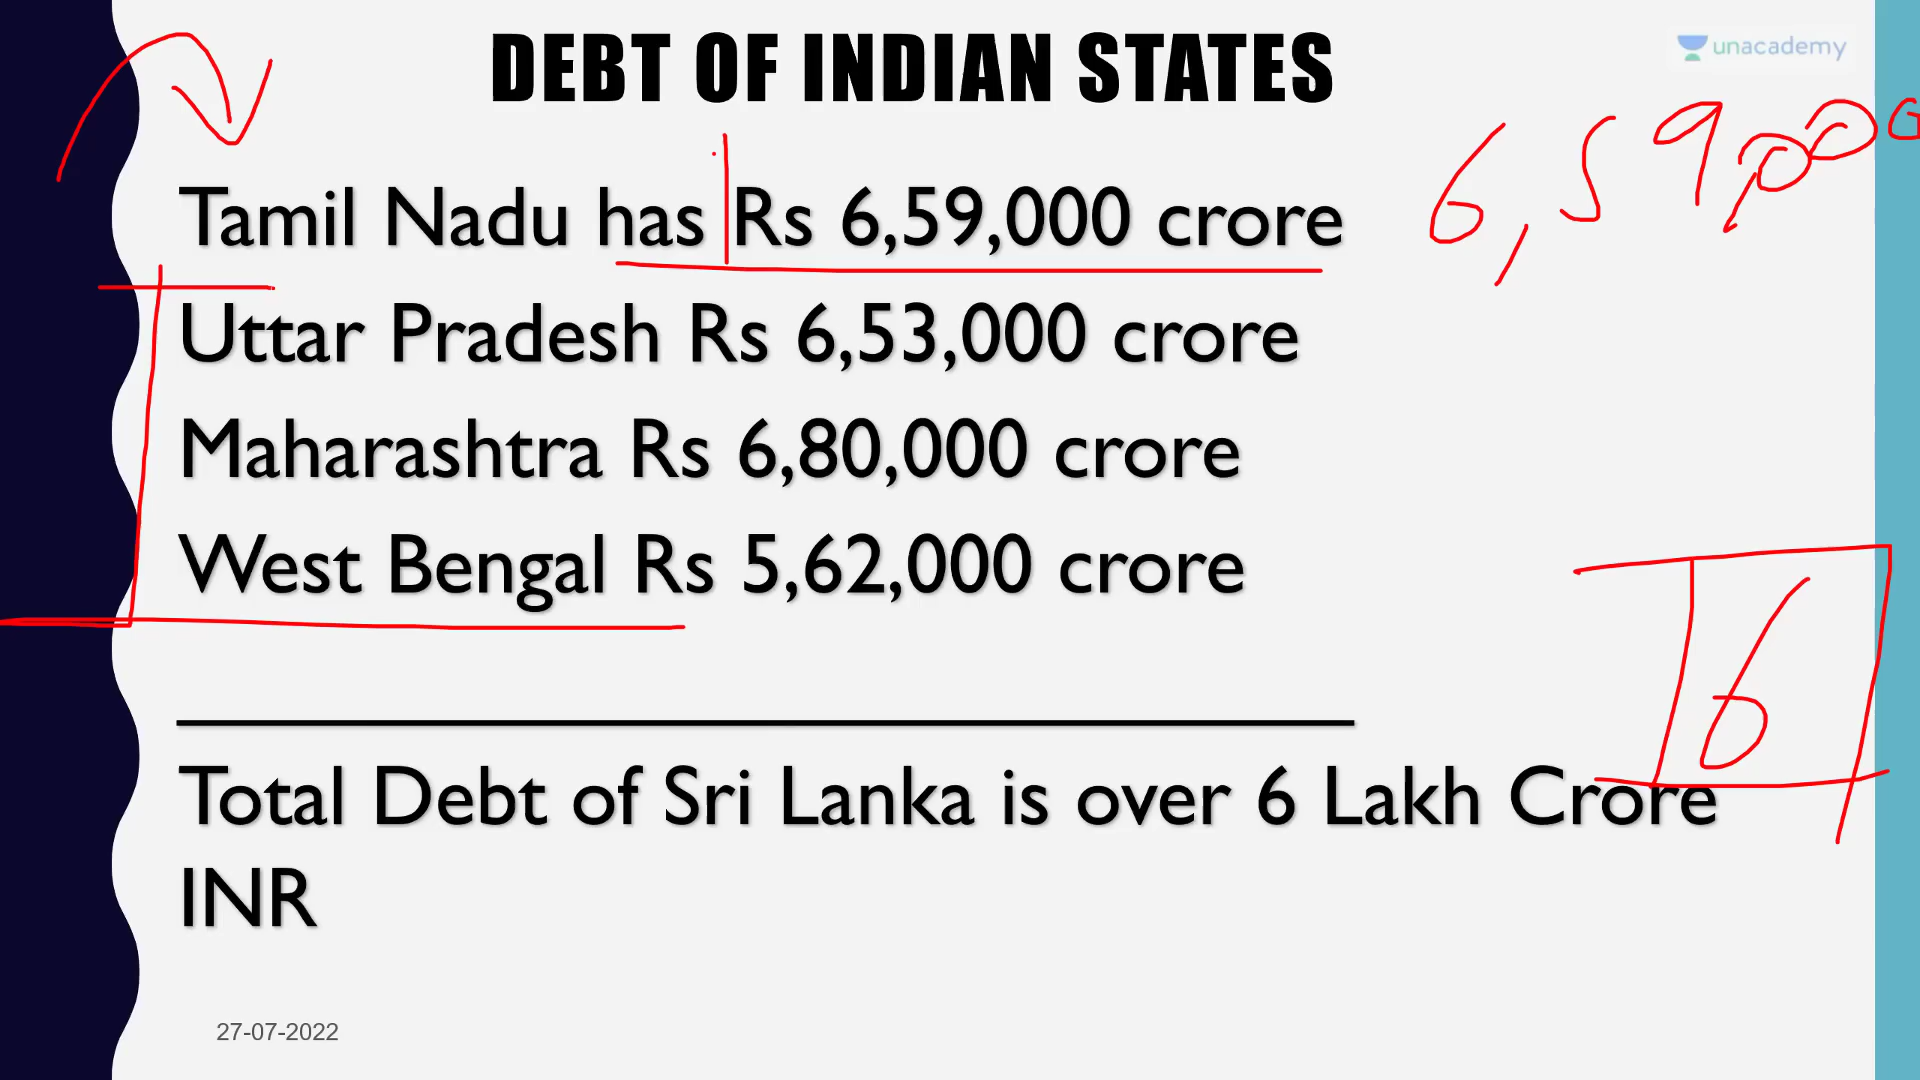 DEBT OF INDIAN STATES
unacademy
6,59,000
Tamil Nadu has Rs 6,59,000 crore
Uttar Pradesh Rs 6,53,000 crore
Maharashtra Rs 6,80,000 crore
West Bengal Rs 5,62,000 crore
6
Total Debt of Sri Lanka is over 6 Lakh Crore
INR
27-07-2022